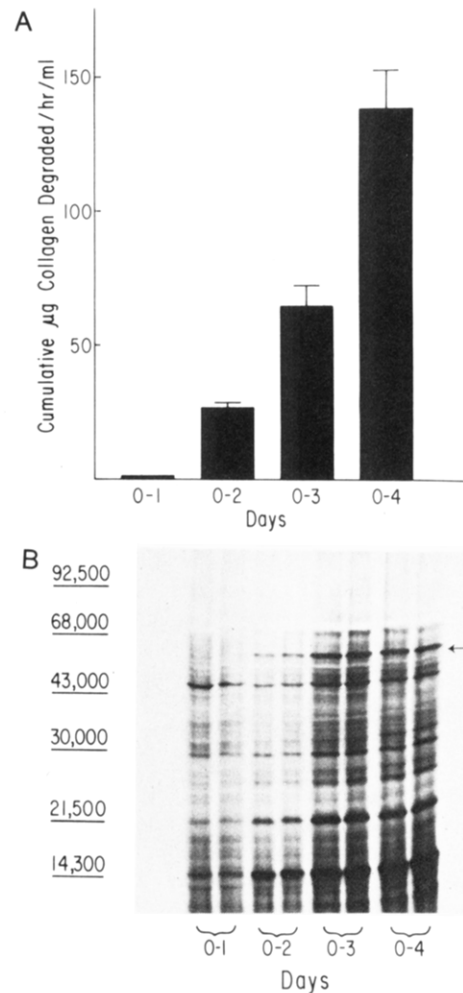 A
Cumulative μg Collagen Degraded/hr/ml
150
100
50
0-1 0-2 0-3 0-4
Days
B
92,500
68,000
43,000
30,000
21,500
14,300
0-1 0-2 0-3 0-4
Days